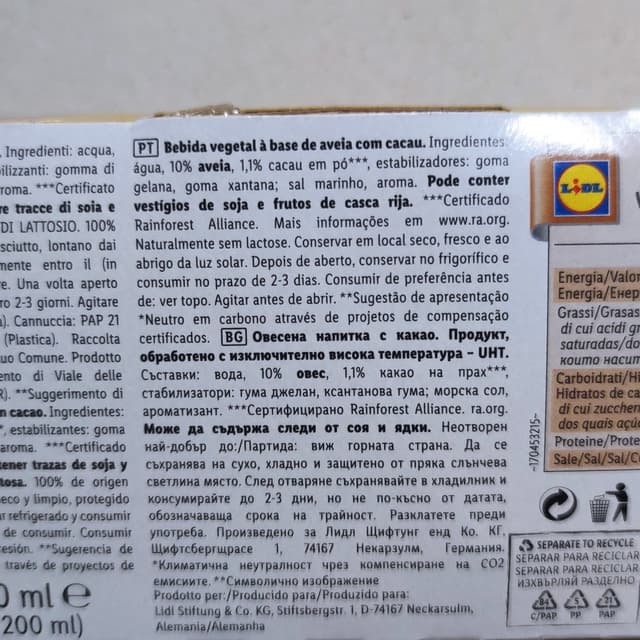 . Ingredienti: acqua,
bilizzanti: gomma di
roma. ***Certificato
re tracce di soia e
DI LATTOSIO. 100%
sciutto, lontano dai
mente entro il (in
re. Una volta aperto
ro 2-3 giorni. Agitare
a). Cannuccia: PAP 21
(Plastica). Raccolta
uo Comune. Prodotto
ento di Viale delle
R). **Suggerimento di
n cacao. Ingredientes:
*, estabilizantes: goma
aroma. ***Certificado
tener trazas de soja y
tosa. 100% de origen
eco y limpio, protegido
ar refrigerado y consumir
de consumir. Consumir
resión. **Sugerencia de
través de proyectos de
0 ml e
200 ml)
PT Bebida vegetal à base de aveia com cacau. Ingredientes:
água, 10% aveia, 1,1% cacau em pó***, estabilizadores: goma
gelana, goma xantana; sal marinho, aroma. Pode conter
vestígios de soja e frutos de casca rija. ***Certificado
Rainforest Alliance. Mais informações em www.ra.org.
Naturalmente sem lactose. Conservar em local seco, fresco e ao
abrigo da luz solar. Depois de aberto, conservar no frigorífico e
consumir no prazo de 2-3 dias. Consumir de preferência antes
de: ver topo. Agitar antes de abrir. **Sugestão de apresentação
*Neutro em carbono através de projetos de compensação
certificados. BG Овесена напитка с какао. Продукт,
обработено с изключително висока температура – UHT.
Съставки: вода, 10% овес, 1,1% какао на прах***,
стабилизатори: гума джелан, ксантанова гума; морска сол,
ароматизант. ***Сертифицирано Rainforest Alliance. ra.org.
Може да съдържа следи от соя и ядки. Неотворен
най-добър до:/Партида: виж горната страна. Да се
съхранява на сухо, хладно и защитено от пряка слънчева
светлина място. След отваряне съхранявайте в хладилник и
консумирайте до 2-3 дни, но не по-късно от датата,
обозначаваща срока на трайност. Разклатете преди
употреба. Произведено за Лидл Щифтунг енд Ко. КГ,
Щифтсбергщрасе 1, 74167 Некарзулм, Германия.
*Климатична неутралност чрез компенсиране на CO2
емисиите. **Символично изображение
Prodotto per:/Producido para/Produzido para:
Lidl Stiftung & Co. KG, Stiftsbergstr. 1, D-74167 Neckarsulm,
Alemania/Alemanha
-170453215-
LIDL
Energia/Valor
Energía/Енер
Grassi/Grasas
di cui acidi gr
saturadas/do
които насит
Carboidrati/Hi
Hidratos de ca
di cui zuccher
dos quais açúc
Proteine/Prote
Sale/Sal/Sal/С
SEPARATE TO RECYCLE
SEPARAR PARA RECICLAR
SEPARAR PARA RECICLAR
ИЗХВЪРЛЯЙ РАЗДЕЛНО
84 5 21
C/PAP PP PAP